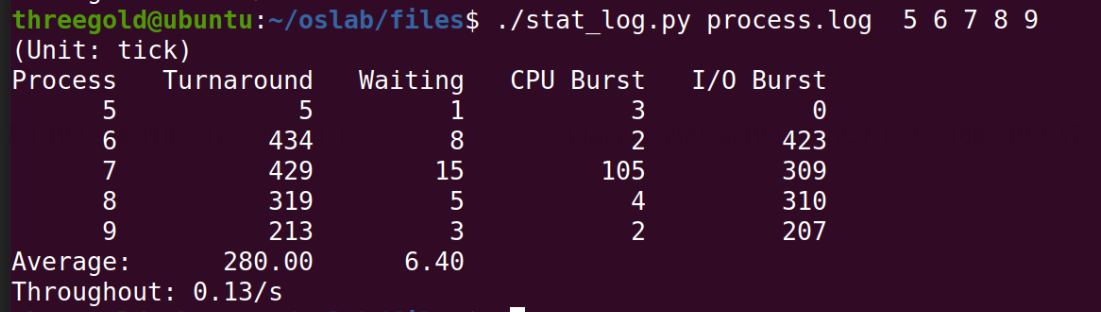 threegold@ubuntu:~/oslab/files$ ./stat_log.py process.log  5 6 7 8 9
(Unit: tick)
Process   Turnaround   Waiting   CPU Burst   I/O Burst
5 5 1 3 0
6 434 8 2 423
7 429 15 105 309
8 319 5 4 310
9 213 3 2 207
Average: 280.00 6.40
Throughout: 0.13/s